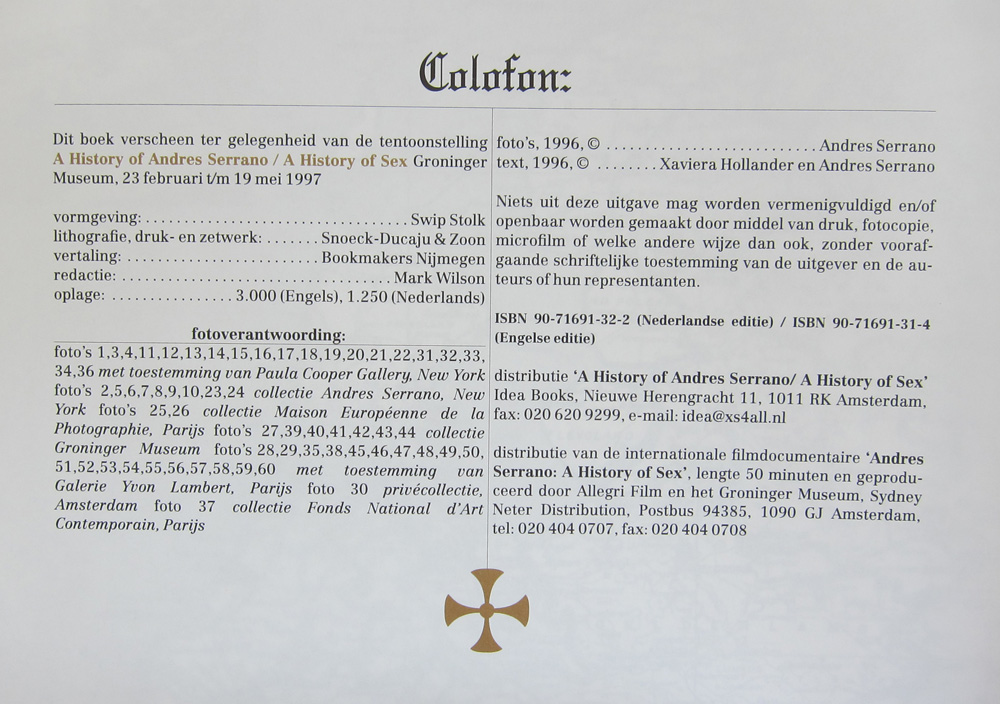 Colofon:
Dit boek verscheen ter gelegenheid van de tentoonstelling
A History of Andres Serrano / A History of Sex Groninger
Museum, 23 februari t/m 19 mei 1997
vormgeving: ................................. Swip Stolk
lithografie, druk- en zetwerk: ....... Snoeck-Ducaju & Zoon
vertaling: ........................ Bookmakers Nijmegen
redactie: .................................. Mark Wilson
oplage: ............... 3.000 (Engels), 1.250 (Nederlands)
fotoverantwoording:
foto's 1,3,4,11,12,13,14,15,16,17,18,19,20,21,22,31,32,33,
34,36 met toestemming van Paula Cooper Gallery, New York
foto's 2,5,6,7,8,9,10,23,24 collectie Andres Serrano, New
York foto's 25,26 collectie Maison Européenne de la
Photographie, Parijs foto's 27,39,40,41,42,43,44 collectie
Groninger Museum foto's 28,29,35,38,45,46,47,48,49,50,
51,52,53,54,55,56,57,58,59,60 met toestemming van
Galerie Yvon Lambert, Parijs foto 30 privécollectie,
Amsterdam foto 37 collectie Fonds National d'Art
Contemporain, Parijs
foto's, 1996, © ........................... Andres Serrano
text, 1996, © ........ Xaviera Hollander en Andres Serrano
Niets uit deze uitgave mag worden vermenigvuldigd en/of
openbaar worden gemaakt door middel van druk, fotocopie,
microfilm of welke andere wijze dan ook, zonder vooraf-
gaande schriftelijke toestemming van de uitgever en de au-
teurs of hun representanten.
ISBN 90-71691-32-2 (Nederlandse editie) / ISBN 90-71691-31-4
(Engelse editie)
distributie 'A History of Andres Serrano/ A History of Sex'
Idea Books, Nieuwe Herengracht 11, 1011 RK Amsterdam,
fax: 020 620 9299, e-mail: idea@xs4all.nl
distributie van de internationale filmdocumentaire 'Andres
Serrano: A History of Sex', lengte 50 minuten en geprodu-
ceerd door Allegri Film en het Groninger Museum, Sydney
Neter Distribution, Postbus 94385, 1090 GJ Amsterdam,
tel: 020 404 0707, fax: 020 404 0708